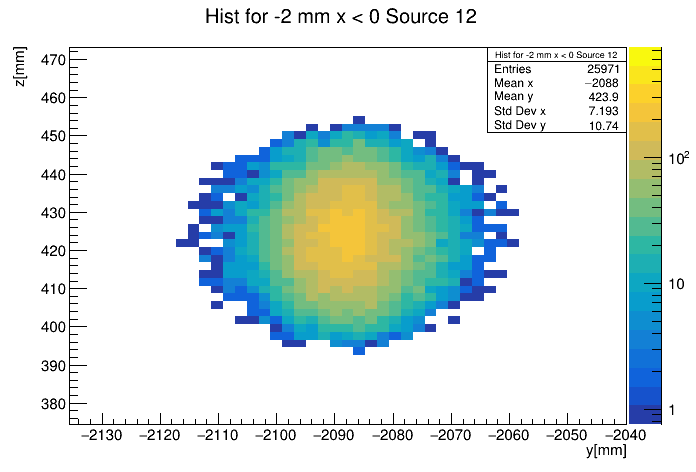 Hist for -2 mm x < 0 Source 12
z[mm]
470
460
450
440
430
420
410
400
390
380
−2130 −2120 −2110 −2100 −2090 −2080 −2070 −2060 −2050 −2040
y[mm]
Hist for -2 mm x < 0 Source 12
Entries 25971
Mean x −2088
Mean y 423.9
Std Dev x 7.193
Std Dev y 10.74
10²
10
1